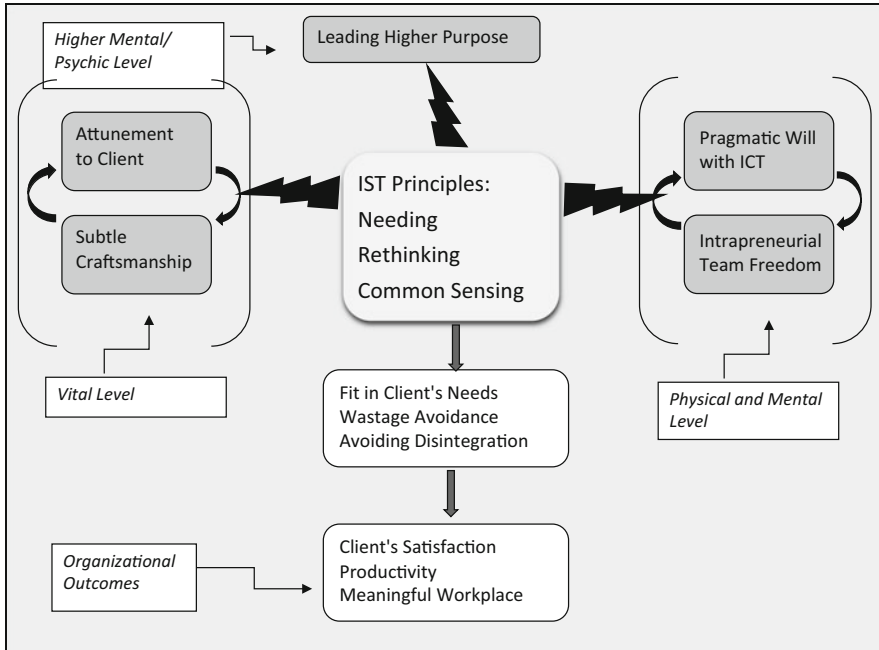 Higher Mental/
Psychic Level
Leading Higher Purpose
Attunement
to Client
Subtle
Craftsmanship
IST Principles:
Needing
Rethinking
Common Sensing
Pragmatic Will
with ICT
Intrapreneurial
Team Freedom
Vital Level
Physical and Mental
Level
Fit in Client's Needs
Wastage Avoidance
Avoiding Disintegration
Organizational
Outcomes
Client's Satisfaction
Productivity
Meaningful Workplace